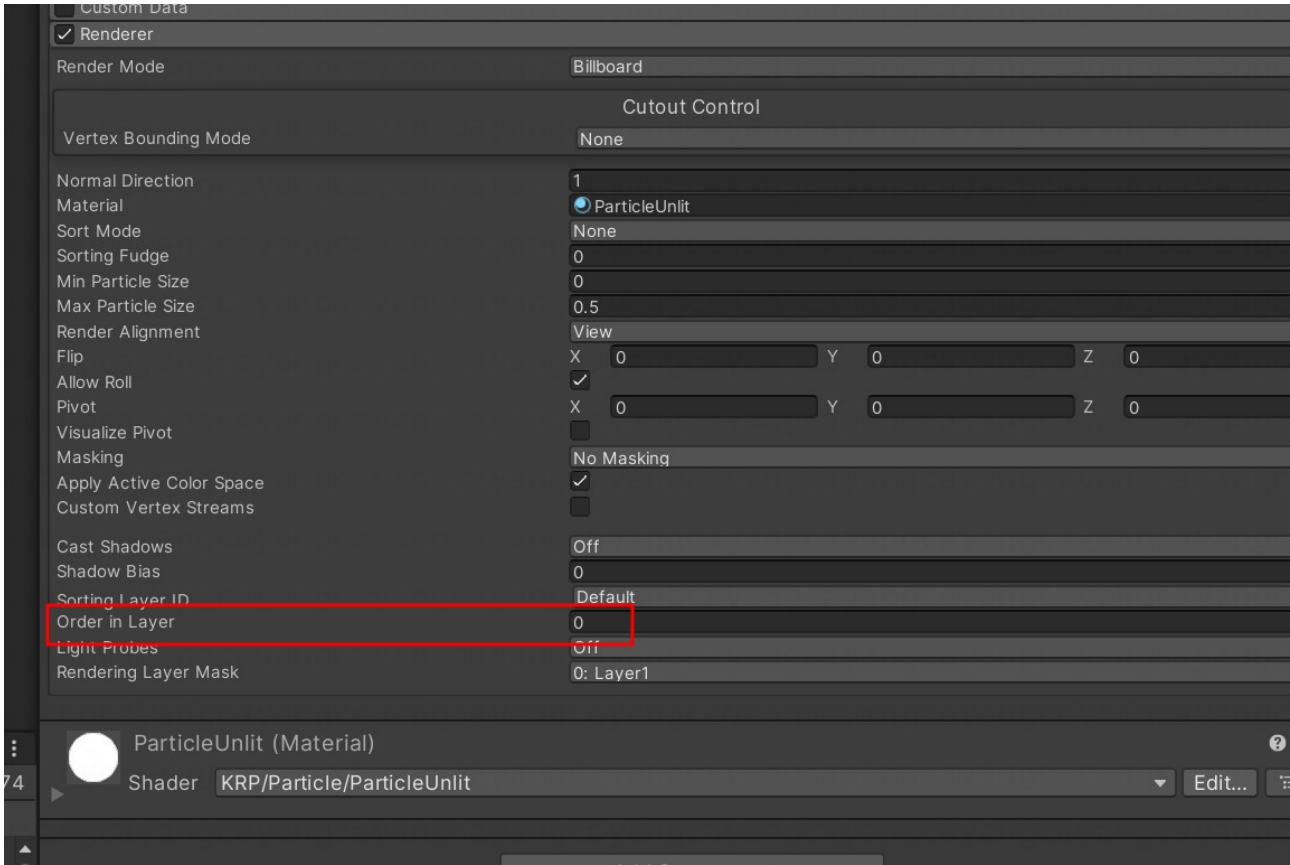 Custom Data
Renderer
Render Mode Billboard
Cutout Control
Vertex Bounding Mode None
Normal Direction 1
Material ParticleUnlit
Sort Mode None
Sorting Fudge 0
Min Particle Size 0
Max Particle Size 0.5
Render Alignment View
Flip X 0 Y 0 Z 0
Allow Roll
Pivot X 0 Y 0 Z 0
Visualize Pivot
Masking No Masking
Apply Active Color Space
Custom Vertex Streams
Cast Shadows Off
Shadow Bias 0
Sorting Layer ID Default
Order in Layer 0
Light Probes Off
Rendering Layer Mask 0: Layer1
ParticleUnlit (Material)
74 Shader KRP/Particle/ParticleUnlit Edit...